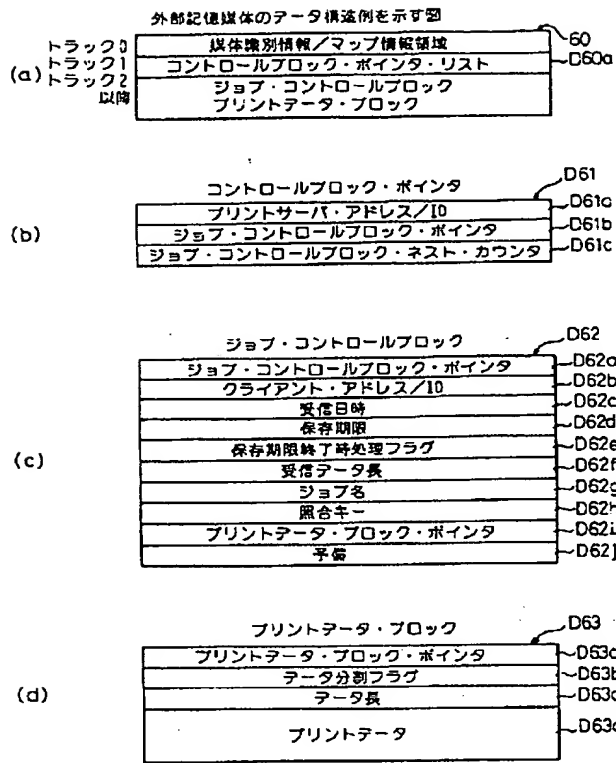 外部記憶媒体のデータ構造例を示す図
60
(a)
トラック0 媒体識別情報/マップ情報領域
トラック1 コントロールブロック・ポインタ・リスト D60a
トラック2以降 ジョブ・コントロールブロック
プリントデータ・ブロック
(b)
コントロールブロック・ポインタ D61
プリントサーバ・アドレス/ID D61a
ジョブ・コントロールブロック・ポインタ D61b
ジョブ・コントロールブロック・ネスト・カウンタ D61c
(c)
ジョブ・コントロールブロック D62
ジョブ・コントロールブロック・ポインタ D62a
クライアント・アドレス/ID D62b
受信日時 D62c
保存期限 D62d
保存期限終了時処理フラグ D62e
受信データ長 D62f
ジョブ名 D62g
照合キー D62h
プリントデータ・ブロック・ポインタ D62i
予備 D62j
(d)
プリントデータ・ブロック D63
プリントデータ・ブロック・ポインタ D63a
データ分割フラグ D63b
データ長 D63c
プリントデータ D63d